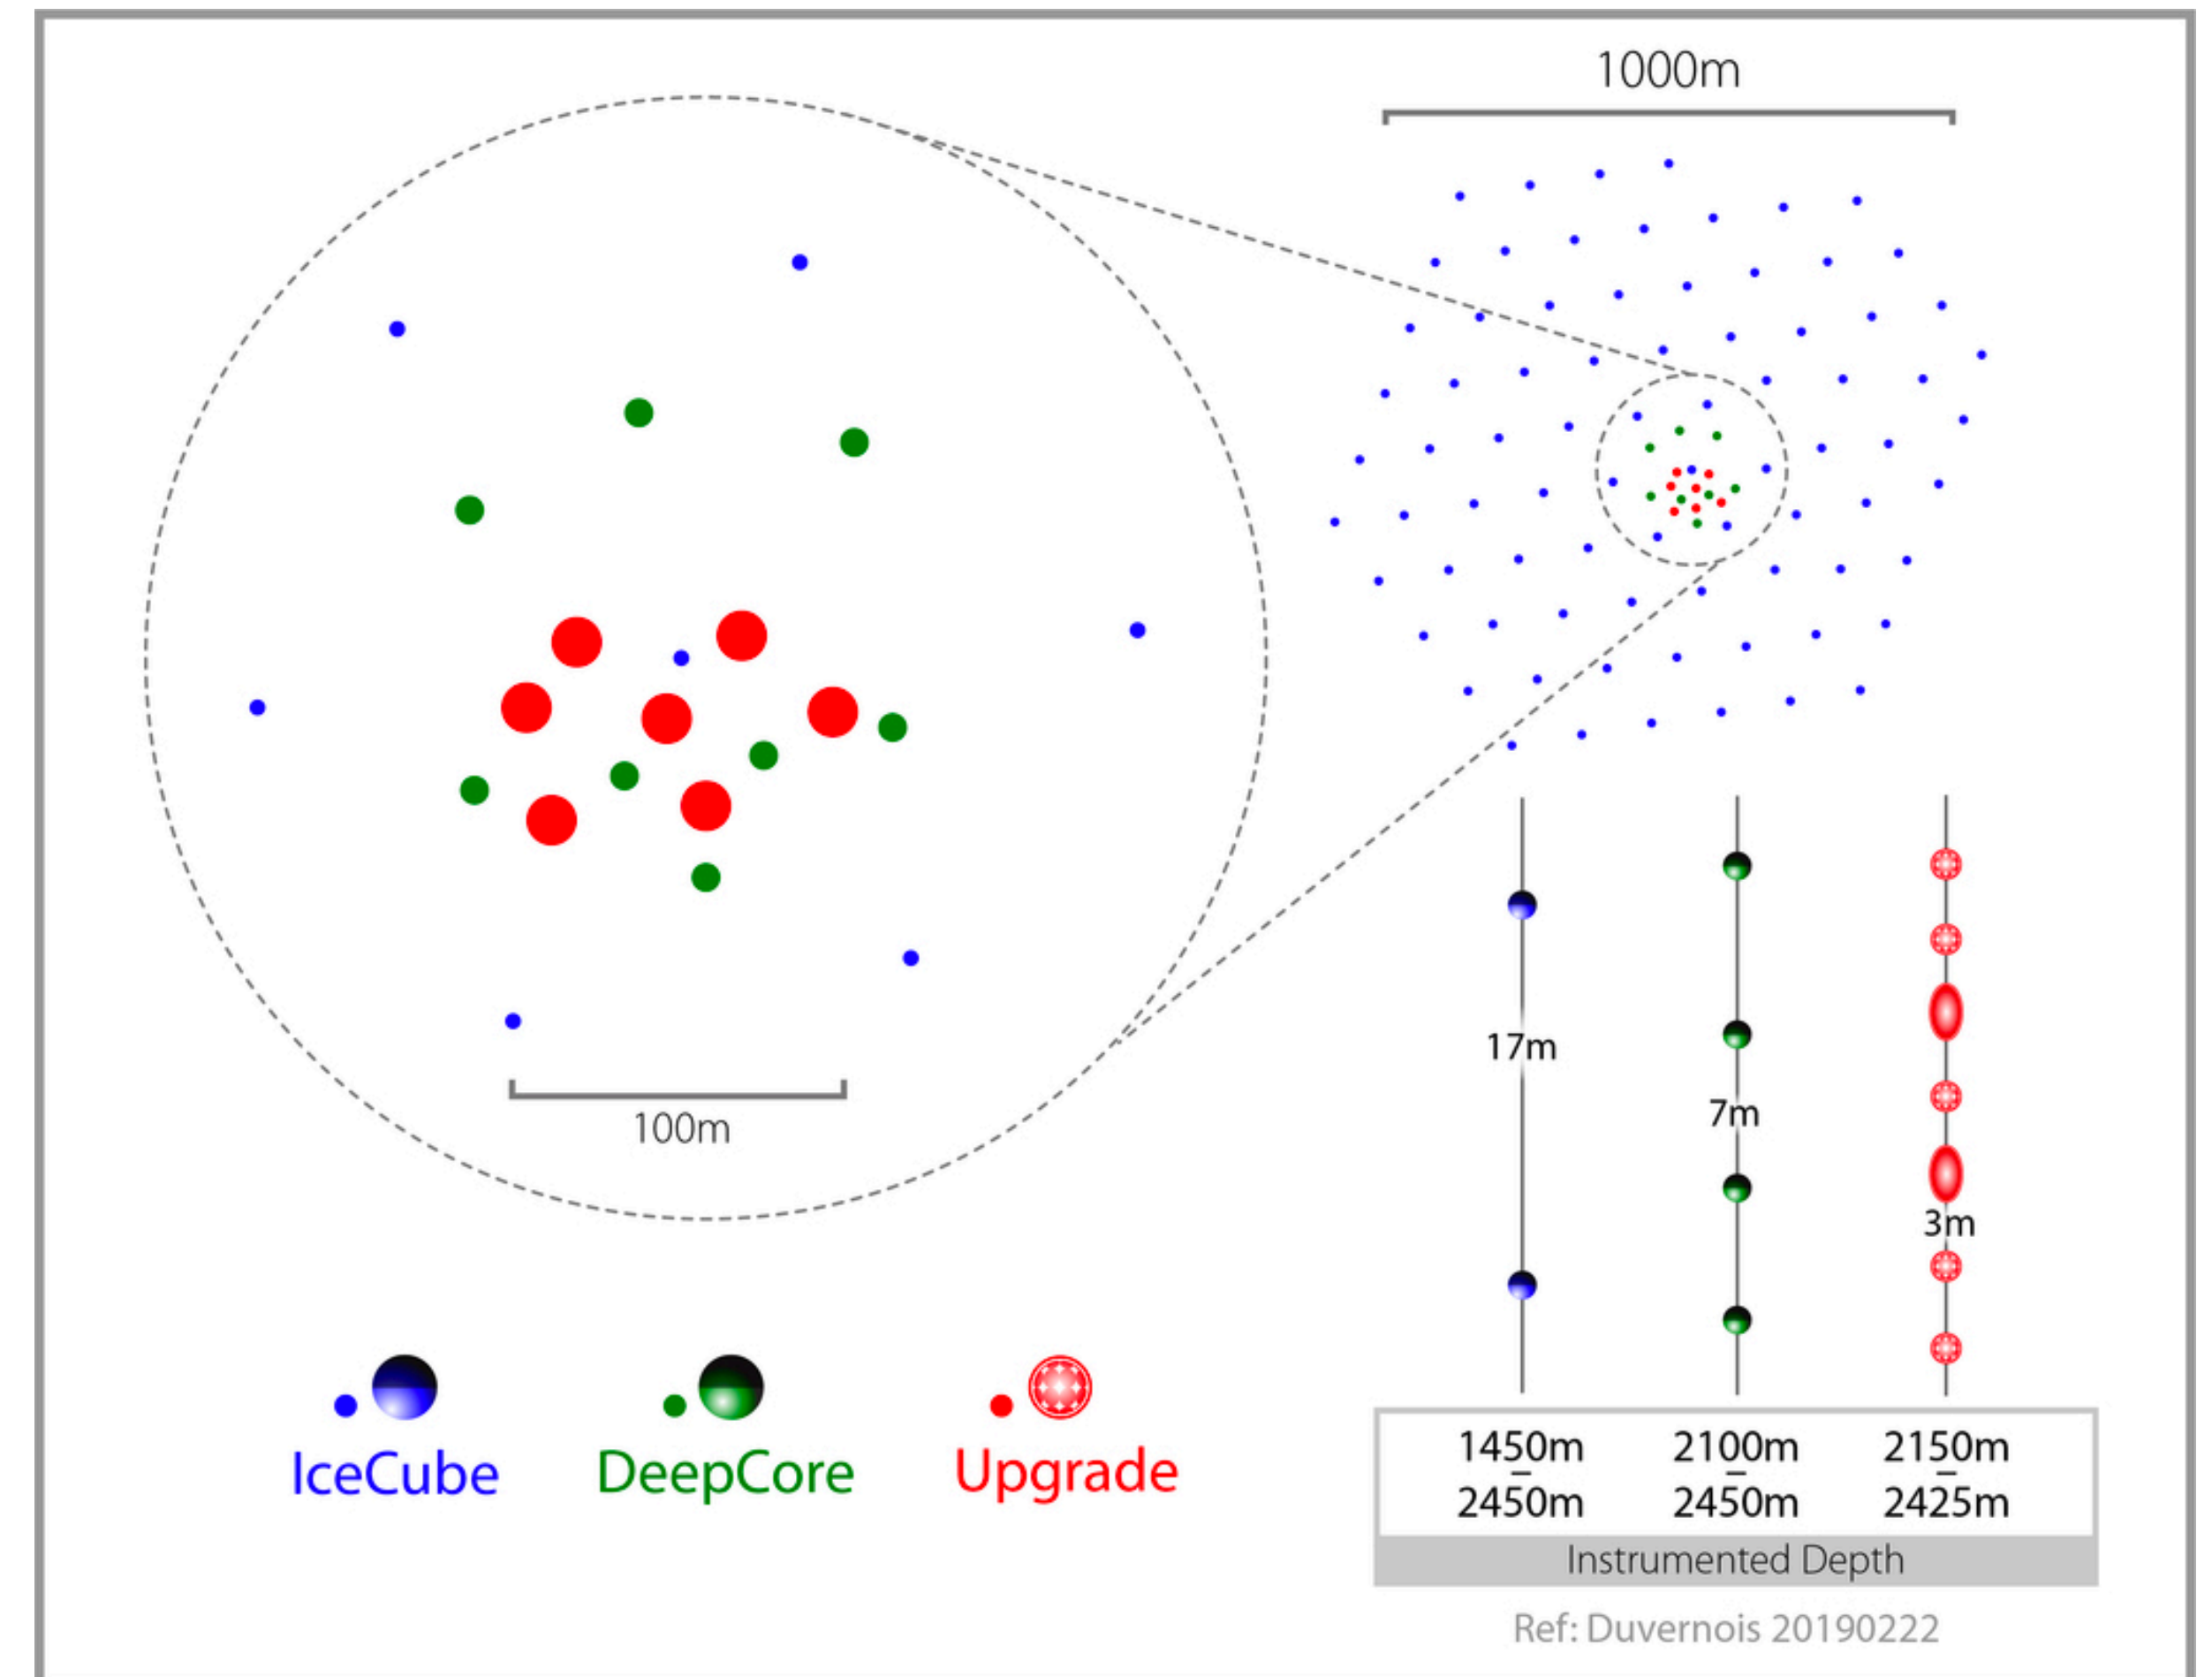 1000m
100m
17m
7m
3m
IceCube
DeepCore
Upgrade
1450m
–
2450m
2100m
–
2450m
2150m
–
2425m
Instrumented Depth
Ref: Duvernois 20190222